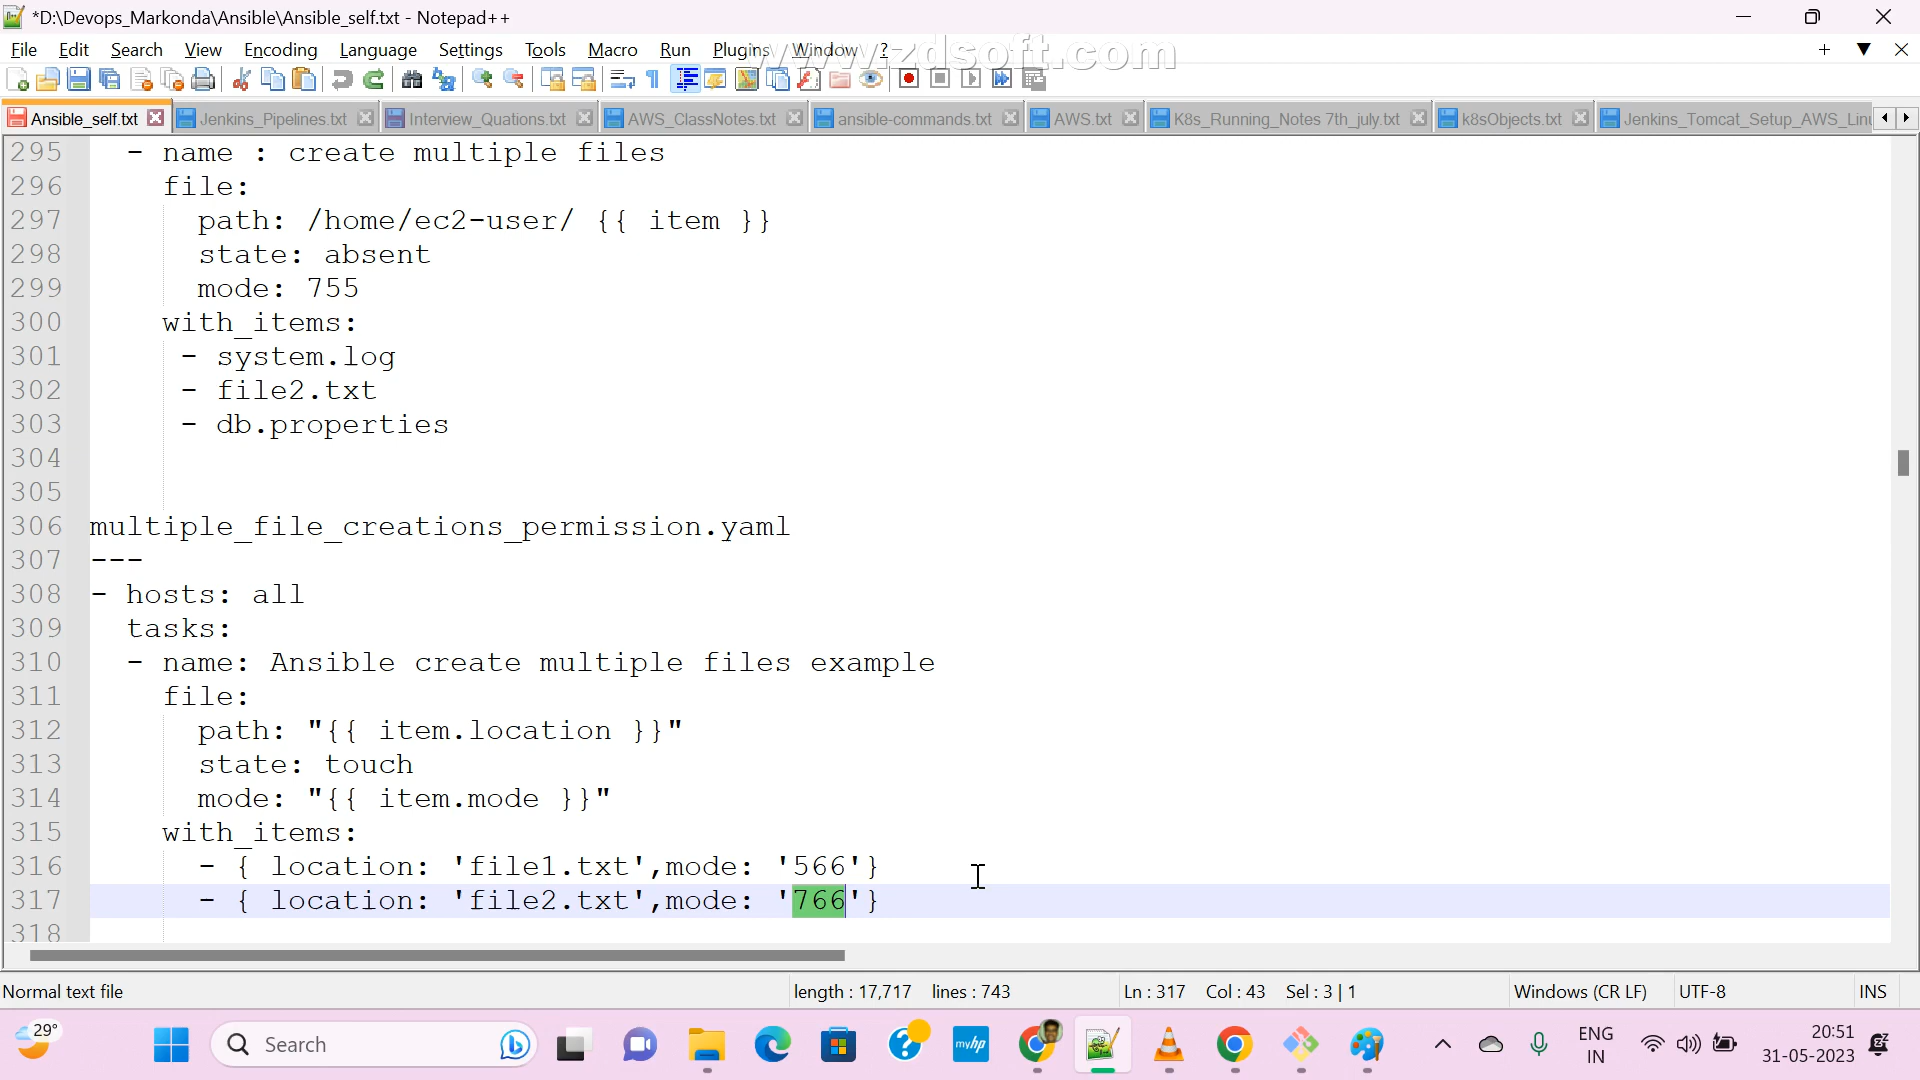 *D:\Devops_Markonda\Ansible\Ansible_self.txt - Notepad++
File Edit Search View Encoding Language Settings Tools Macro Run Plugins Window ?
www.zdsoft.com
Ansible_self.txt Jenkins_Pipelines.txt Interview_Quations.txt AWS_ClassNotes.txt ansible-commands.txt AWS.txt K8s_Running_Notes 7th_july.txt k8sObjects.txt Jenkins_Tomcat_Setup_AWS_Linu
295 - name : create multiple files
296 file:
297 path: /home/ec2-user/ {{ item }}
298 state: absent
299 mode: 755
300 with_items:
301 - system.log
302 - file2.txt
303 - db.properties
304
305
306 multiple_file_creations_permission.yaml
307 ---
308 - hosts: all
309 tasks:
310 - name: Ansible create multiple files example
311 file:
312 path: "{{ item.location }}"
313 state: touch
314 mode: "{{ item.mode }}"
315 with_items:
316 - { location: 'file1.txt',mode: '566'}
317 - { location: 'file2.txt',mode: '766'}
318
Normal text file length : 17,717 lines : 743 Ln : 317 Col : 43 Sel : 3 | 1 Windows (CR LF) UTF-8 INS
29° Search myhp ENG 20:51
IN 31-05-2023